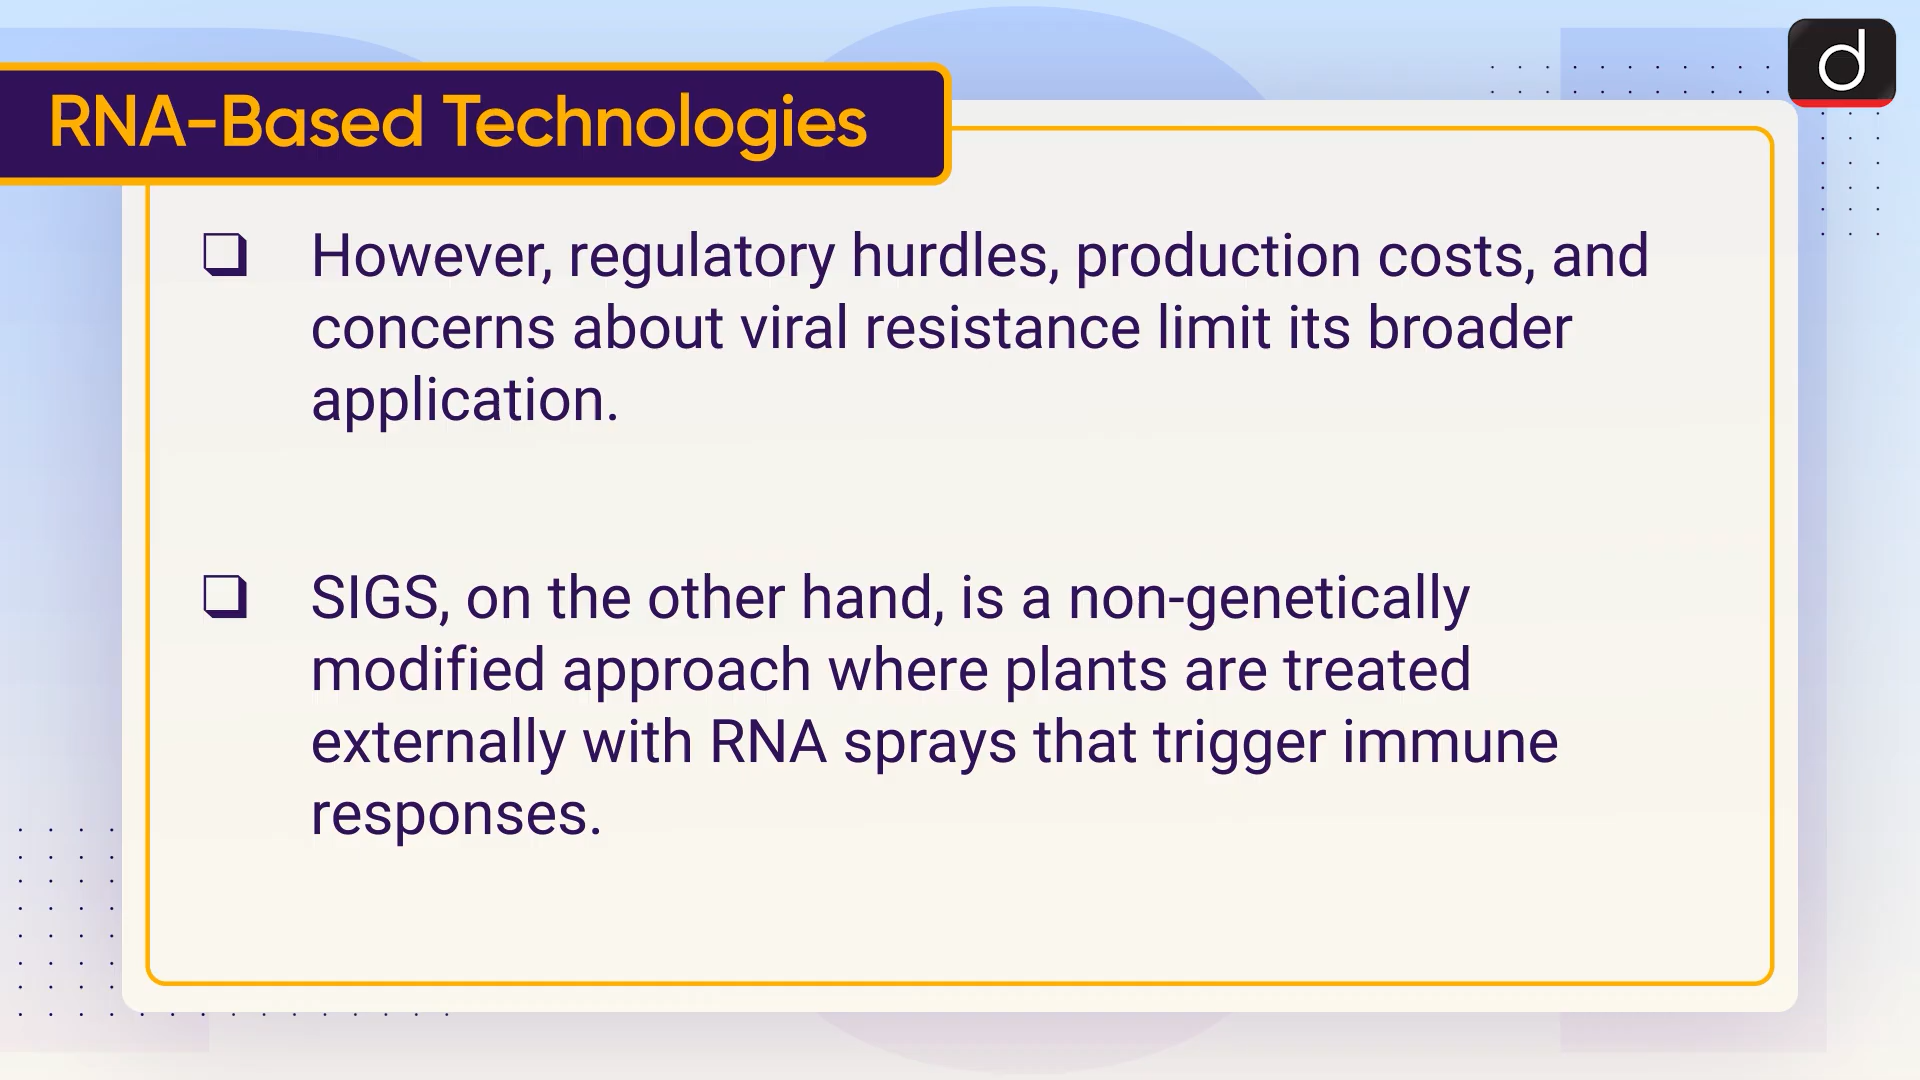 RNA-Based Technologies
d
❑ However, regulatory hurdles, production costs, and
concerns about viral resistance limit its broader
application.
❑ SIGS, on the other hand, is a non-genetically
modified approach where plants are treated
externally with RNA sprays that trigger immune
responses.